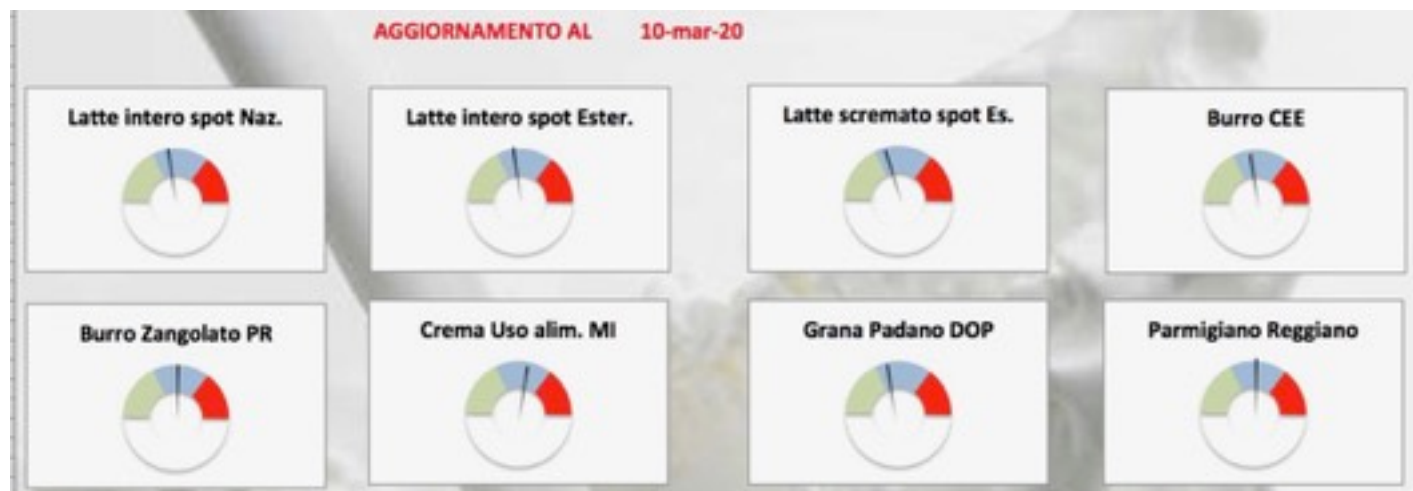 AGGIORNAMENTO AL 10-mar-20
Latte intero spot Naz.
Latte intero spot Ester.
Latte scremato spot Es.
Burro CEE
Burro Zangolato PR
Crema Uso alim. MI
Grana Padano DOP
Parmigiano Reggiano